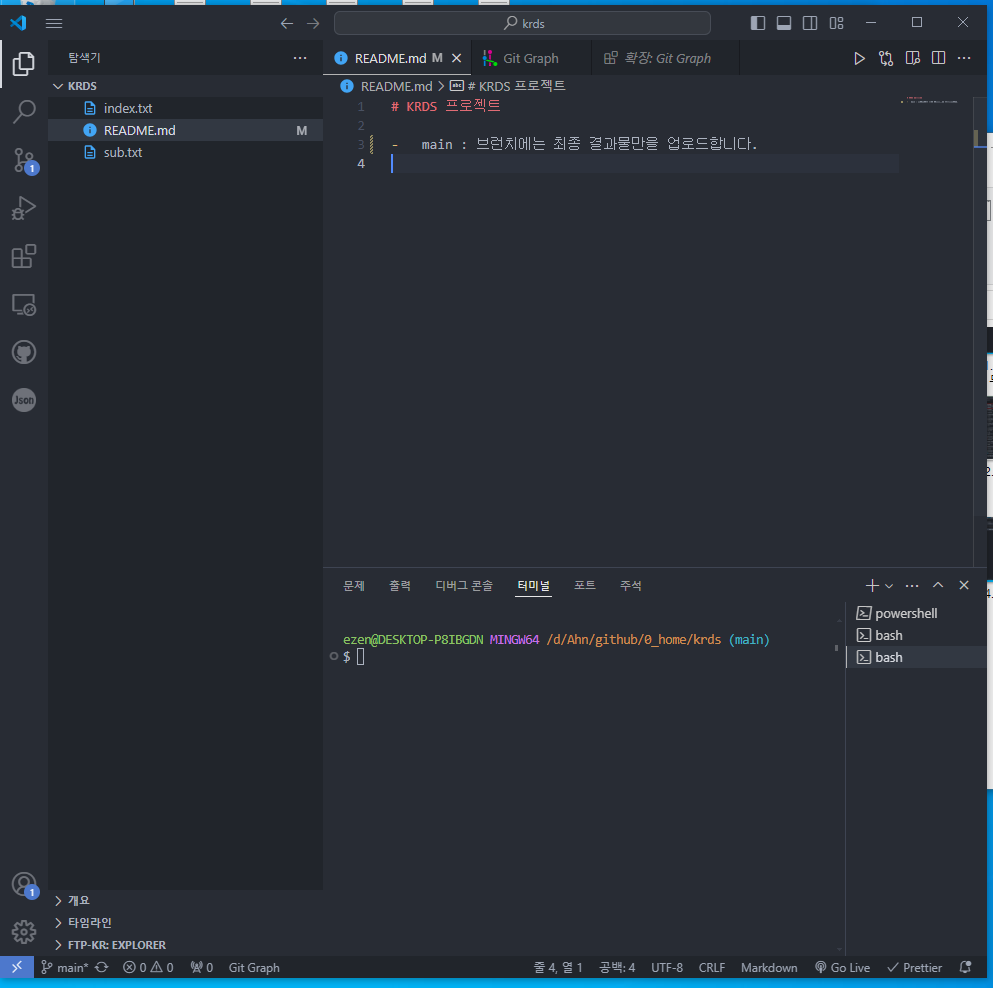 krds
탐색기
README.md M
Git Graph
확장: Git Graph
KRDS
README.md > # KRDS 프로젝트
index.txt
README.md M
sub.txt
1 # KRDS 프로젝트
2
3 - main : 브런치에는 최종 결과물만을 업로드합니다.
4
1
Json
문제 출력 디버그 콘솔 터미널 포트 주석
powershell
bash
bash
ezen@DESKTOP-P8IBGDN MINGW64 /d/Ahn/github/0_home/krds (main)
$
1
개요
타임라인
FTP-KR: EXPLORER
main* 0 0 0 Git Graph 줄 4, 열 1 공백: 4 UTF-8 CRLF Markdown Go Live Prettier